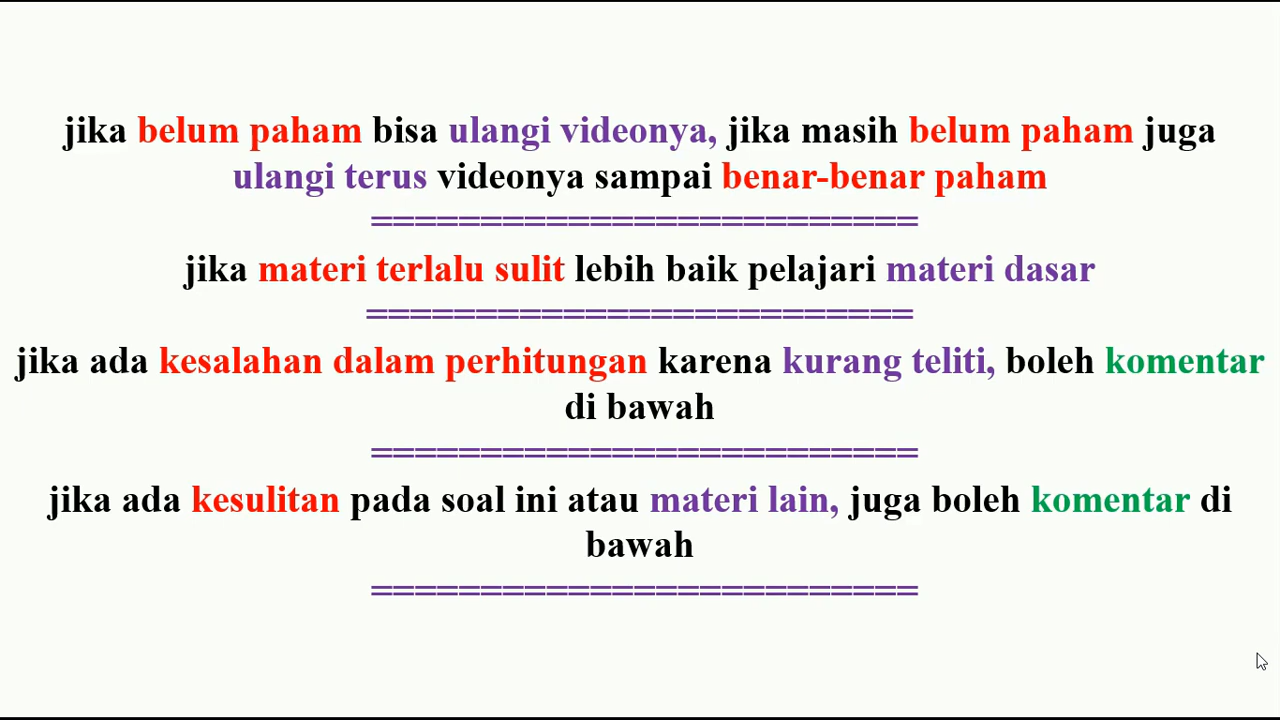 jika belum paham bisa ulangi videonya, jika masih belum paham juga
ulangi terus videonya sampai benar-benar paham
=========================
jika materi terlalu sulit lebih baik pelajari materi dasar
=========================
jika ada kesalahan dalam perhitungan karena kurang teliti, boleh komentar
di bawah
=========================
jika ada kesulitan pada soal ini atau materi lain, juga boleh komentar di
bawah
=========================